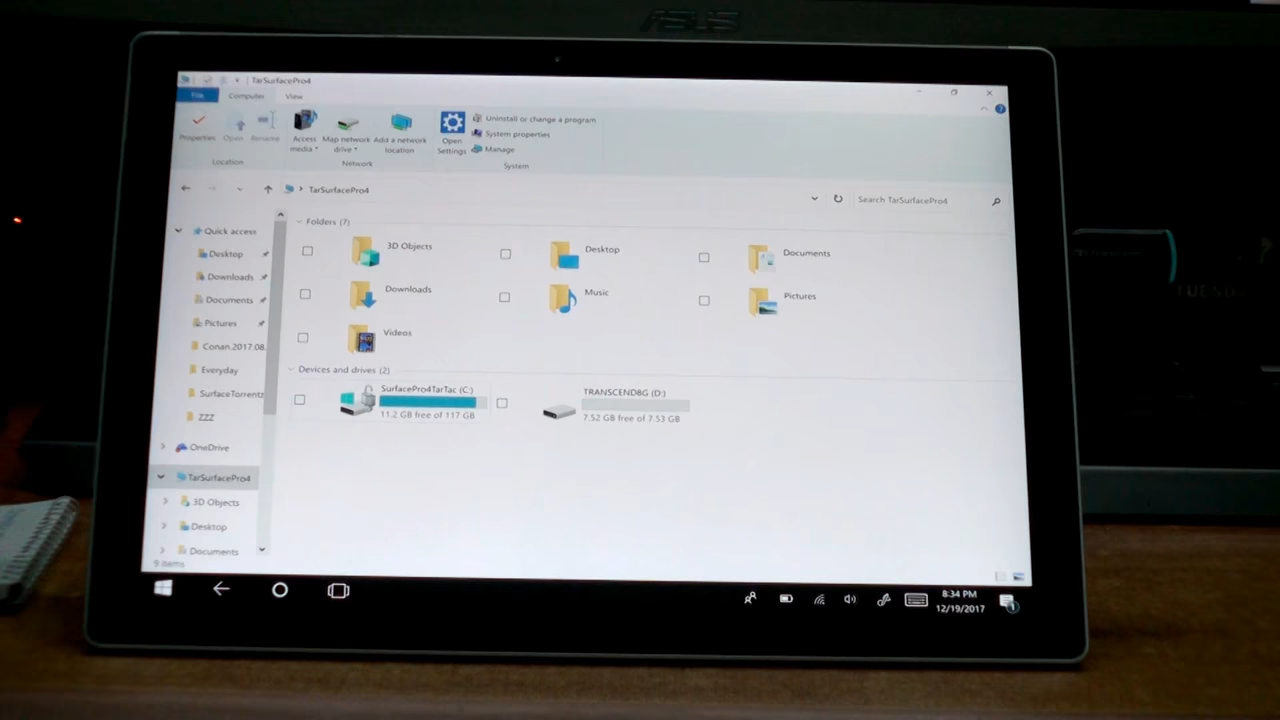 ASUS
TarSurfacePro4
File Computer View
Properties Open Rename Access media Map network drive Add a network location Open Settings Uninstall or change a program
System properties
Manage
Location Network System
TarSurfacePro4 Search TarSurfacePro4
Quick access
Desktop
Downloads
Documents
Pictures
Conan.2017.08.
Everyday
SurfaceTorrentz
ZZZ
OneDrive
TarSurfacePro4
3D Objects
Desktop
Documents
9 items
Folders (7)
3D Objects Desktop Documents
Downloads Music Pictures
Videos
Devices and drives (2)
SurfacePro4TarTac (C:)
11.2 GB free of 117 GB
TRANSCEND8G (D:)
7.52 GB free of 7.53 GB
8:34 PM
12/19/2017
1